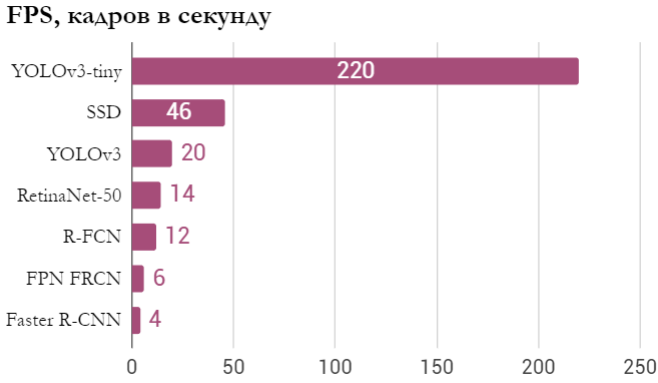 FPS, кадров в секунду
YOLOv3-tiny 220
SSD 46
YOLOv3 20
RetinaNet-50 14
R-FCN 12
FPN FRCN 6
Faster R-CNN 4
0 50 100 150 200 250